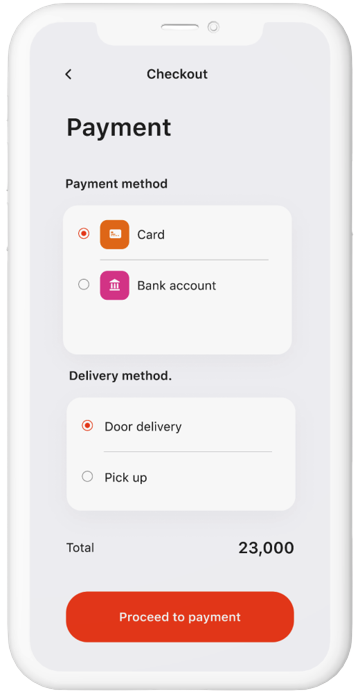 Checkout
Payment
Payment method
Card
Bank account
Delivery method.
Door delivery
Pick up
Total 23,000
Proceed to payment